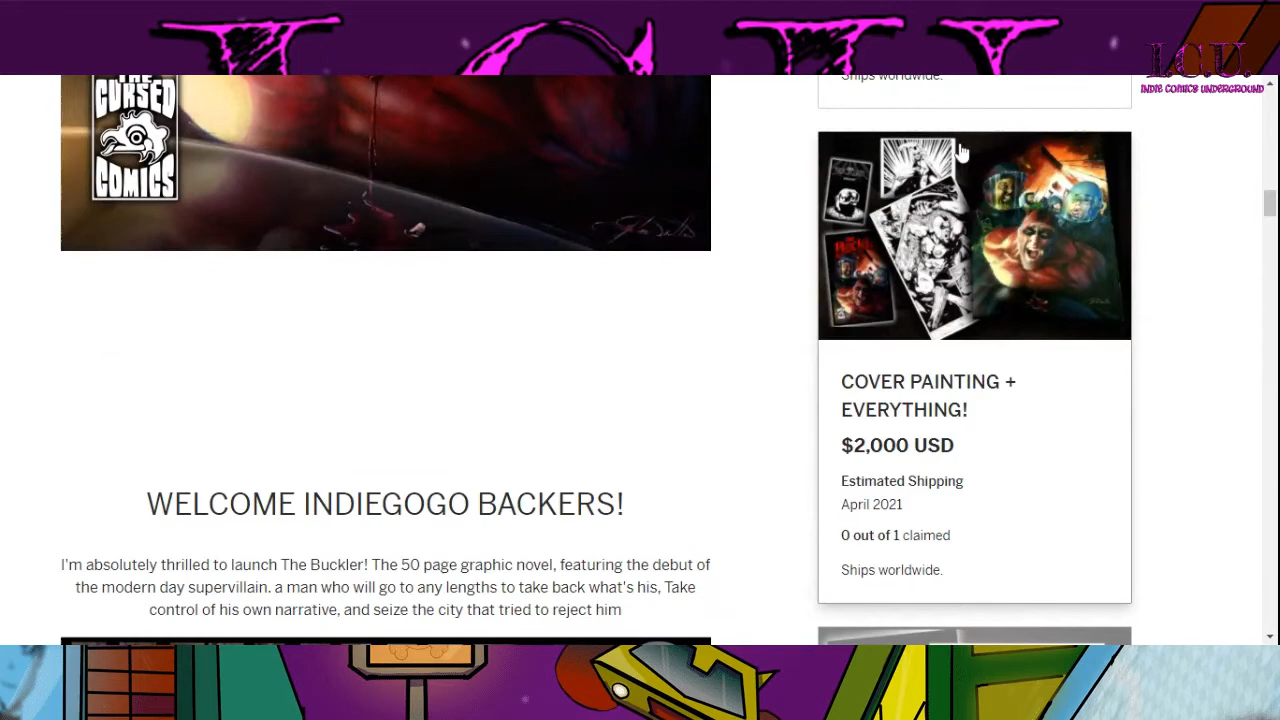 I.C.U.
I.C.U.
INDIE COMICS UNDERGROUND
THE
CURSED
COMICS
Ships worldwide.
COVER PAINTING +
EVERYTHING!
$2,000 USD
Estimated Shipping
April 2021
0 out of 1 claimed
Ships worldwide.
WELCOME INDIEGOGO BACKERS!
I'm absolutely thrilled to launch The Buckler! The 50 page graphic novel, featuring the debut of
the modern day supervillain. a man who will go to any lengths to take back what's his, Take
control of his own narrative, and seize the city that tried to reject him